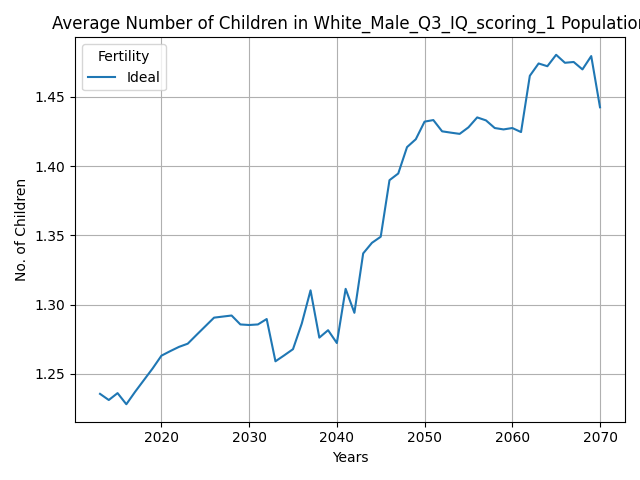 Average Number of Children in White_Male_Q3_IQ_scoring_1 Population
Fertility
Ideal
No. of Children
1.45
1.40
1.35
1.30
1.25
2020 2030 2040 2050 2060 2070
Years